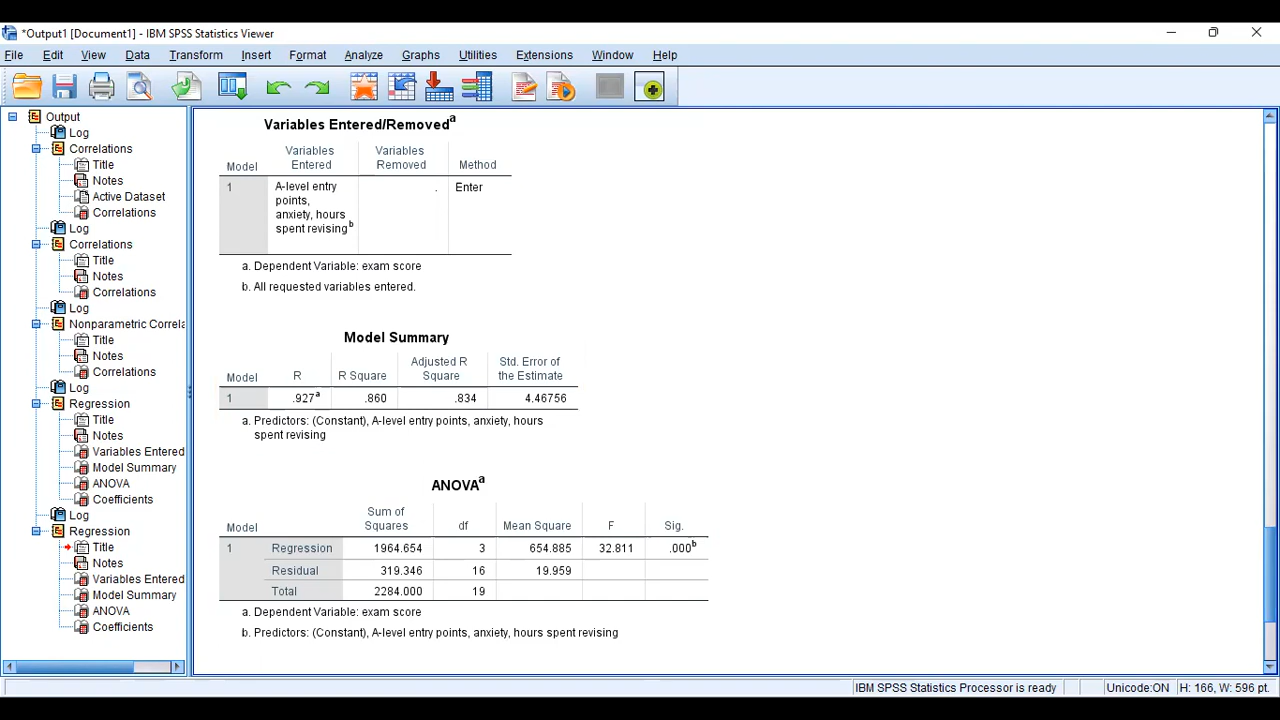 *Output1 [Document1] - IBM SPSS Statistics Viewer
File Edit View Data Transform Insert Format Analyze Graphs Utilities Extensions Window Help
Output
Log
Correlations
Title
Notes
Active Dataset
Correlations
Log
Correlations
Title
Notes
Correlations
Log
Nonparametric Correla
Title
Notes
Correlations
Log
Regression
Title
Notes
Variables Entered
Model Summary
ANOVA
Coefficients
Log
Regression
Title
Notes
Variables Entered
Model Summary
ANOVA
Coefficients
Variables Entered/Removedᵃ
Variables Variables
Model Entered Removed Method
1 A-level entry . Enter
points,
anxiety, hours
spent revisingᵇ
a. Dependent Variable: exam score
b. All requested variables entered.
Model Summary
Adjusted R Std. Error of
Model R R Square Square the Estimate
1 .927ᵃ .860 .834 4.46756
a. Predictors: (Constant), A-level entry points, anxiety, hours
spent revising
ANOVAᵃ
Sum of
Model Squares df Mean Square F Sig.
1 Regression 1964.654 3 654.885 32.811 .000ᵇ
Residual 319.346 16 19.959
Total 2284.000 19
a. Dependent Variable: exam score
b. Predictors: (Constant), A-level entry points, anxiety, hours spent revising
IBM SPSS Statistics Processor is ready Unicode:ON H: 166, W: 596 pt.